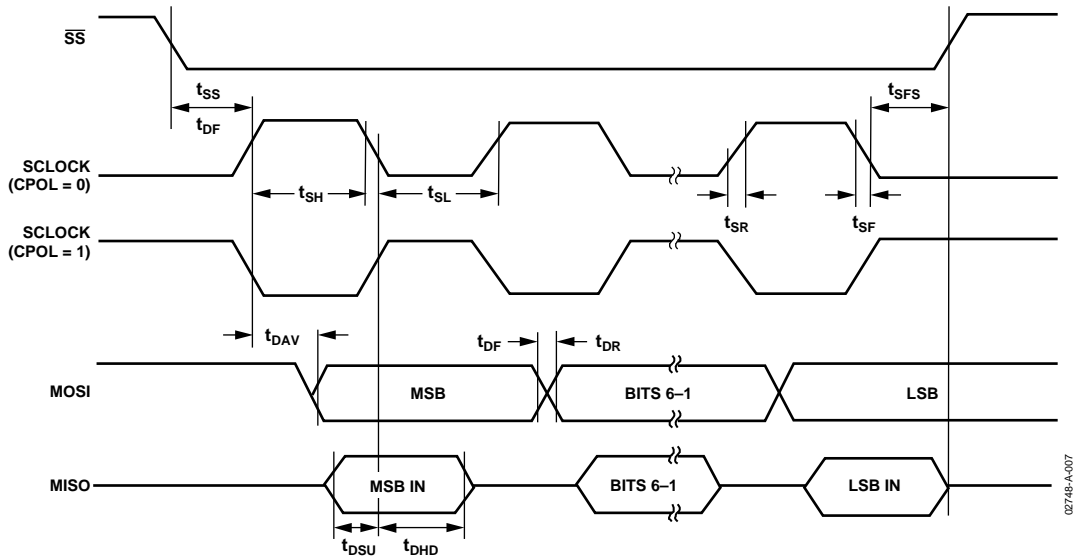 SS
tSS
tDF
tSFS
SCLOCK
(CPOL = 0)
tSH
tSL
tSR
tSF
SCLOCK
(CPOL = 1)
tDAV
tDF
tDR
MOSI
MSB
BITS 6–1
LSB
MISO
MSB IN
BITS 6–1
LSB IN
tDSU
tDHD
02748-A-007